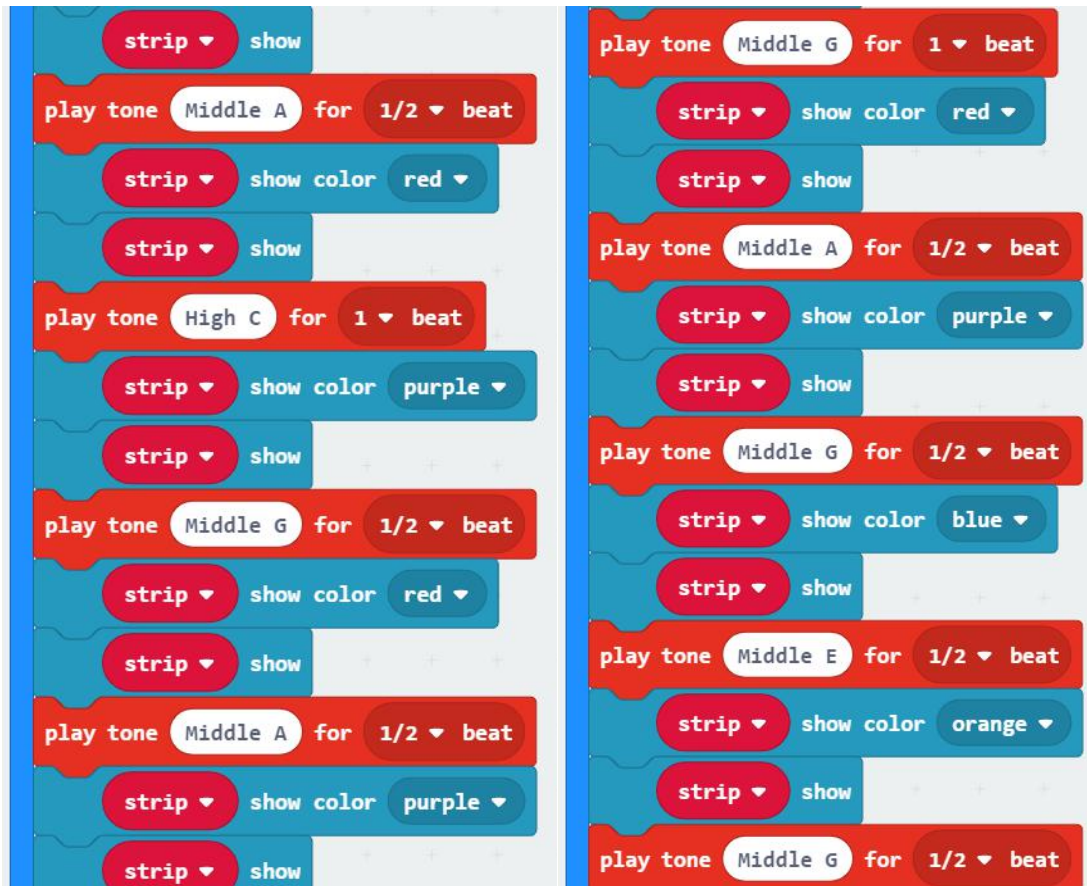 strip show
play tone Middle A for 1/2 beat
strip show color red
strip show
play tone High C for 1 beat
strip show color purple
strip show
play tone Middle G for 1/2 beat
strip show color red
strip show
play tone Middle A for 1/2 beat
strip show color purple
strip show
play tone Middle G for 1 beat
strip show color red
strip show
play tone Middle A for 1/2 beat
strip show color purple
strip show
play tone Middle G for 1/2 beat
strip show color blue
strip show
play tone Middle E for 1/2 beat
strip show color orange
strip show
play tone Middle G for 1/2 beat